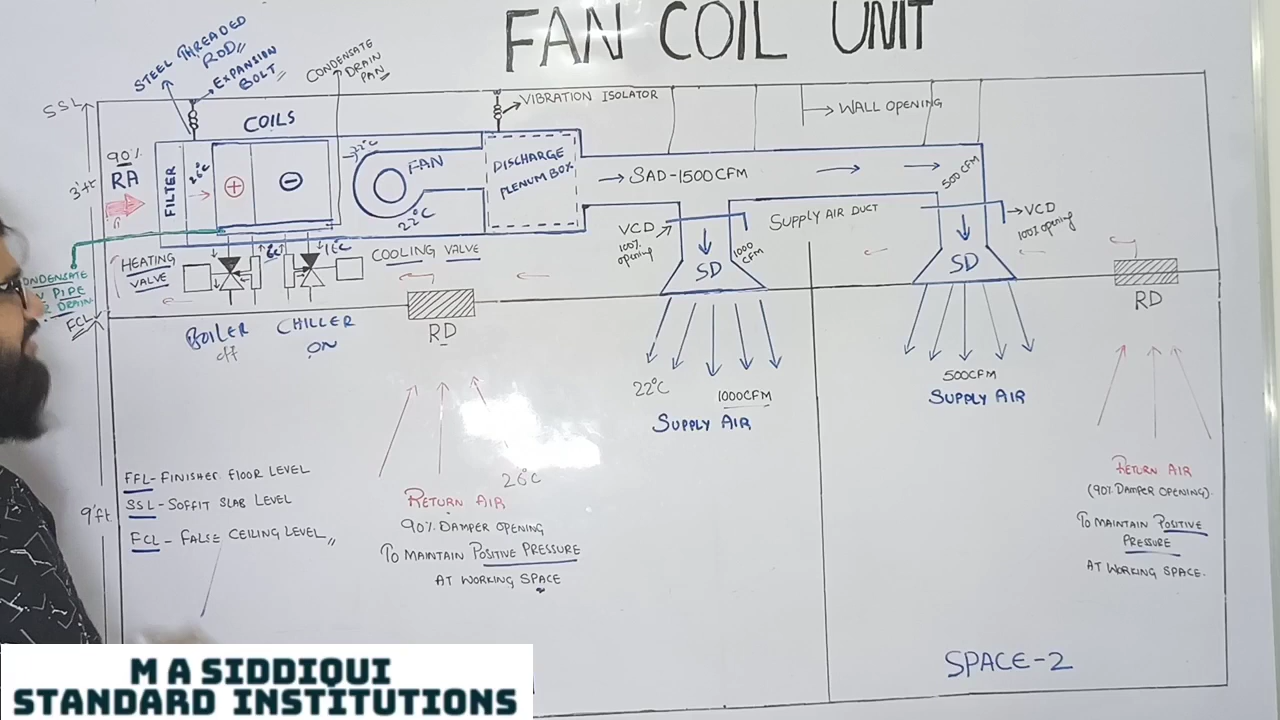 FAN COIL UNIT
SSL
STEEL THREADED
ROD
EXPANSION
BOLT
CONDENSATE
DRAIN
PAN
VIBRATION ISOLATOR
WALL OPENING
COILS
90%
RA
3'ft
FILTER
26°C
+
-
FAN
22°C
DISCHARGE
PLENUM BOX
SAD-1500CFM
500 CFM
VCD
100%
opening
1000
CFM
SUPPLY AIR DUCT
VCD
100%
opening
SD
SD
HEATING
VALVE
COOLING VALVE
PIPE
DRAIN
FCL
BOILER
off
CHILLER
ON
RD
RD
22°C
1000CFM
SUPPLY AIR
500CFM
SUPPLY AIR
FFL-FINISHER FLOOR LEVEL
SSL-SOFFIT SLAB LEVEL
FCL-FALSE CEILING LEVEL
9'ft
26°C
RETURN AIR
90% DAMPER OPENING
TO MAINTAIN POSITIVE PRESSURE
AT WORKING SPACE
RETURN AIR
(90% DAMPER OPENING)
TO MAINTAIN POSITIVE
PRESSURE
AT WORKING SPACE.
SPACE-2
M A SIDDIQUI
STANDARD INSTITUTIONS